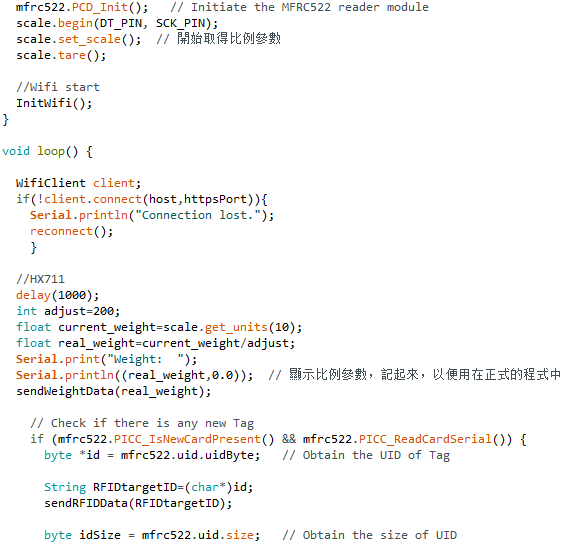 mfrc522.PCD_Init();   // Initiate the MFRC522 reader module
scale.begin(DT_PIN, SCK_PIN);
scale.set_scale();  // 開始取得比例參數
scale.tare();
//Wifi start
InitWifi();
}
void loop() {
WifiClient client;
if(!client.connect(host,httpsPort)){
Serial.println("Connection lost.");
reconnect();
}
//HX711
delay(1000);
int adjust=200;
float current_weight=scale.get_units(10);
float real_weight=current_weight/adjust;
Serial.print("Weight:  ");
Serial.println((real_weight,0.0));  // 顯示比例參數，記起來，以便用在正式的程式中
sendWeightData(real_weight);
// Check if there is any new Tag
if (mfrc522.PICC_IsNewCardPresent() && mfrc522.PICC_ReadCardSerial()) {
byte *id = mfrc522.uid.uidByte;   // Obtain the UID of Tag
String RFIDtargetID=(char*)id;
sendRFIDData(RFIDtargetID);
byte idSize = mfrc522.uid.size;   // Obtain the size of UID